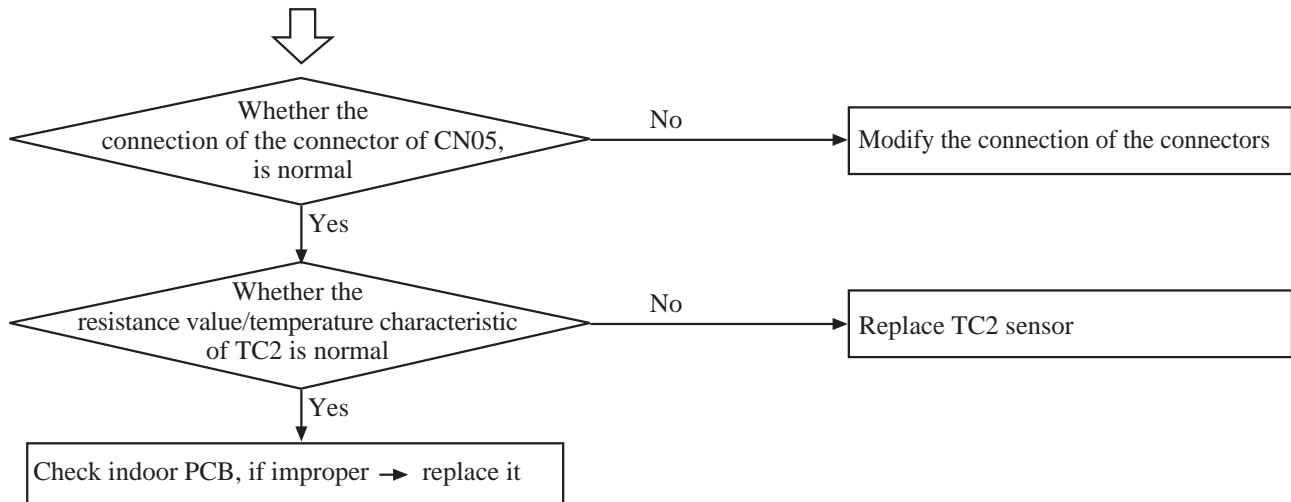 Whether the
connection of the connector of CN05,
is normal
No
Modify the connection of the connectors
Yes
Whether the
resistance value/temperature characteristic
of TC2 is normal
No
Replace TC2 sensor
Yes
Check indoor PCB, if improper → replace it